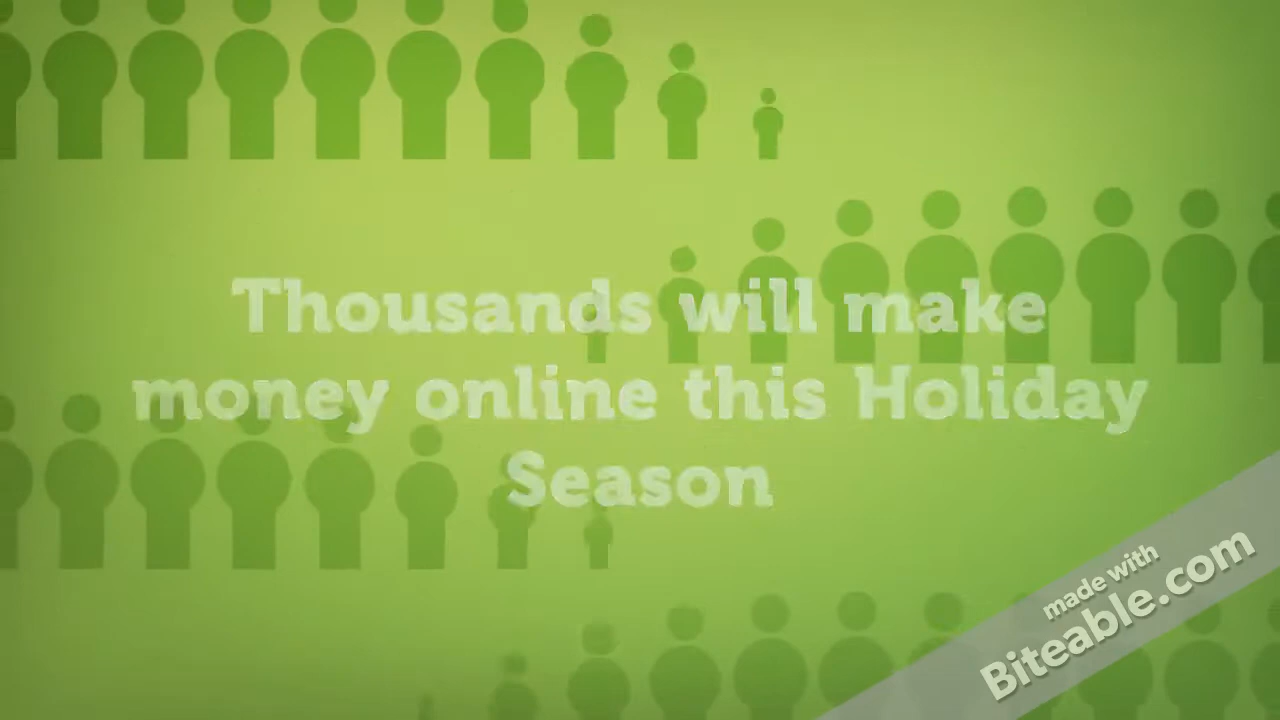 Thousands will make
money online this Holiday
Season
made with
Biteable.com